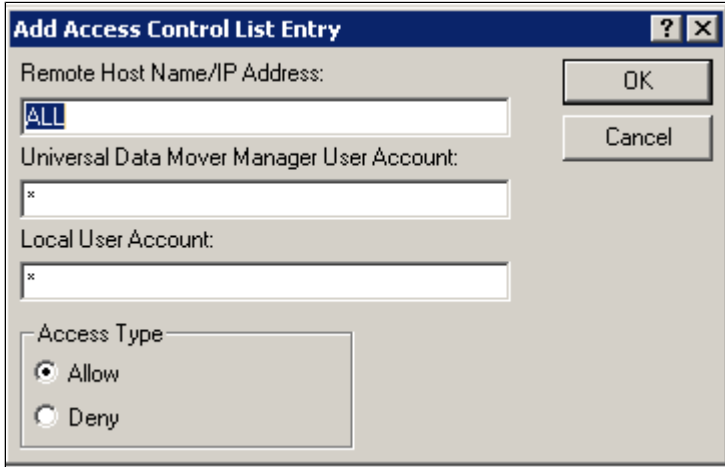 Add Access Control List Entry
Remote Host Name/IP Address:
OK
ALL
Cancel
Universal Data Mover Manager User Account:
*
Local User Account:
*
Access Type
Allow
Deny